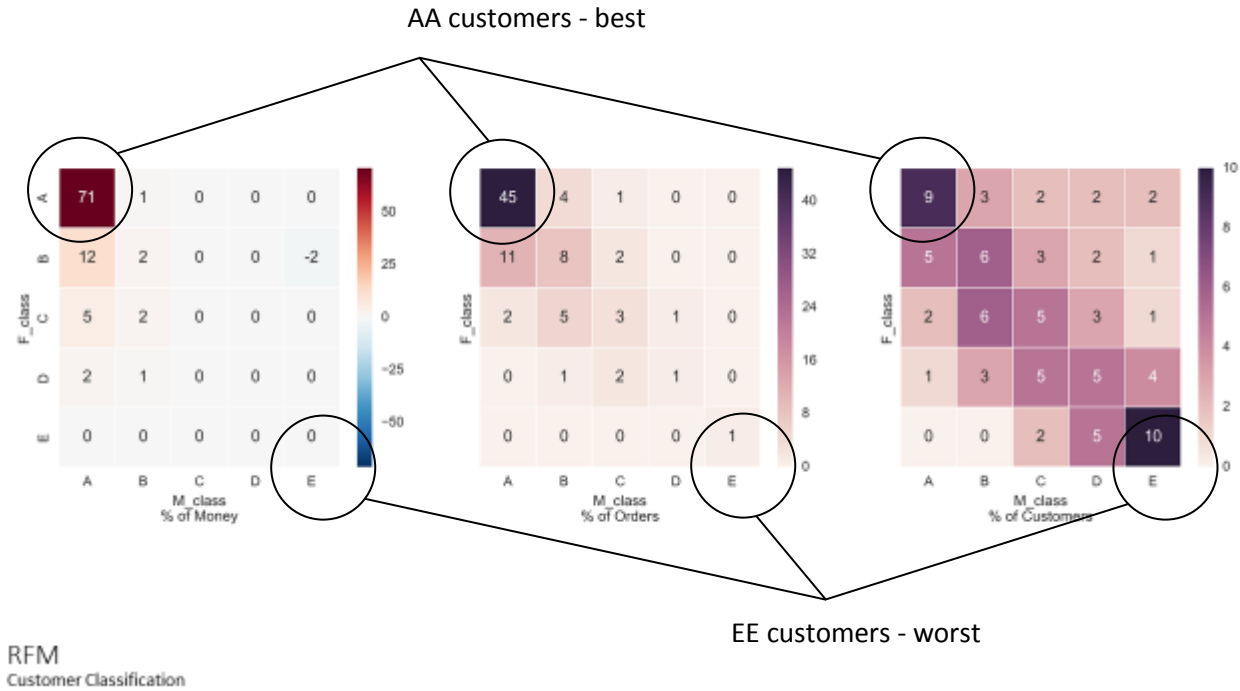 AA customers - best
A 71 1 0 0 0
B 12 2 0 0 -2
C 5 2 0 0 0
D 2 1 0 0 0
E 0 0 0 0 0
F_class
A B C D E
M_class
% of Money
50
25
0
−25
−50
45 4 1 0 0
11 8 2 0 0
2 5 3 1 0
0 1 2 1 0
0 0 0 0 1
F_class
A B C D E
M_class
% of Orders
40
32
24
16
8
0
9 3 2 2 2
5 6 3 2 1
2 6 5 3 1
1 3 5 5 4
0 0 2 5 10
F_class
A B C D E
M_class
% of Customers
10
8
6
4
2
0
EE customers - worst
RFM
Customer Classification